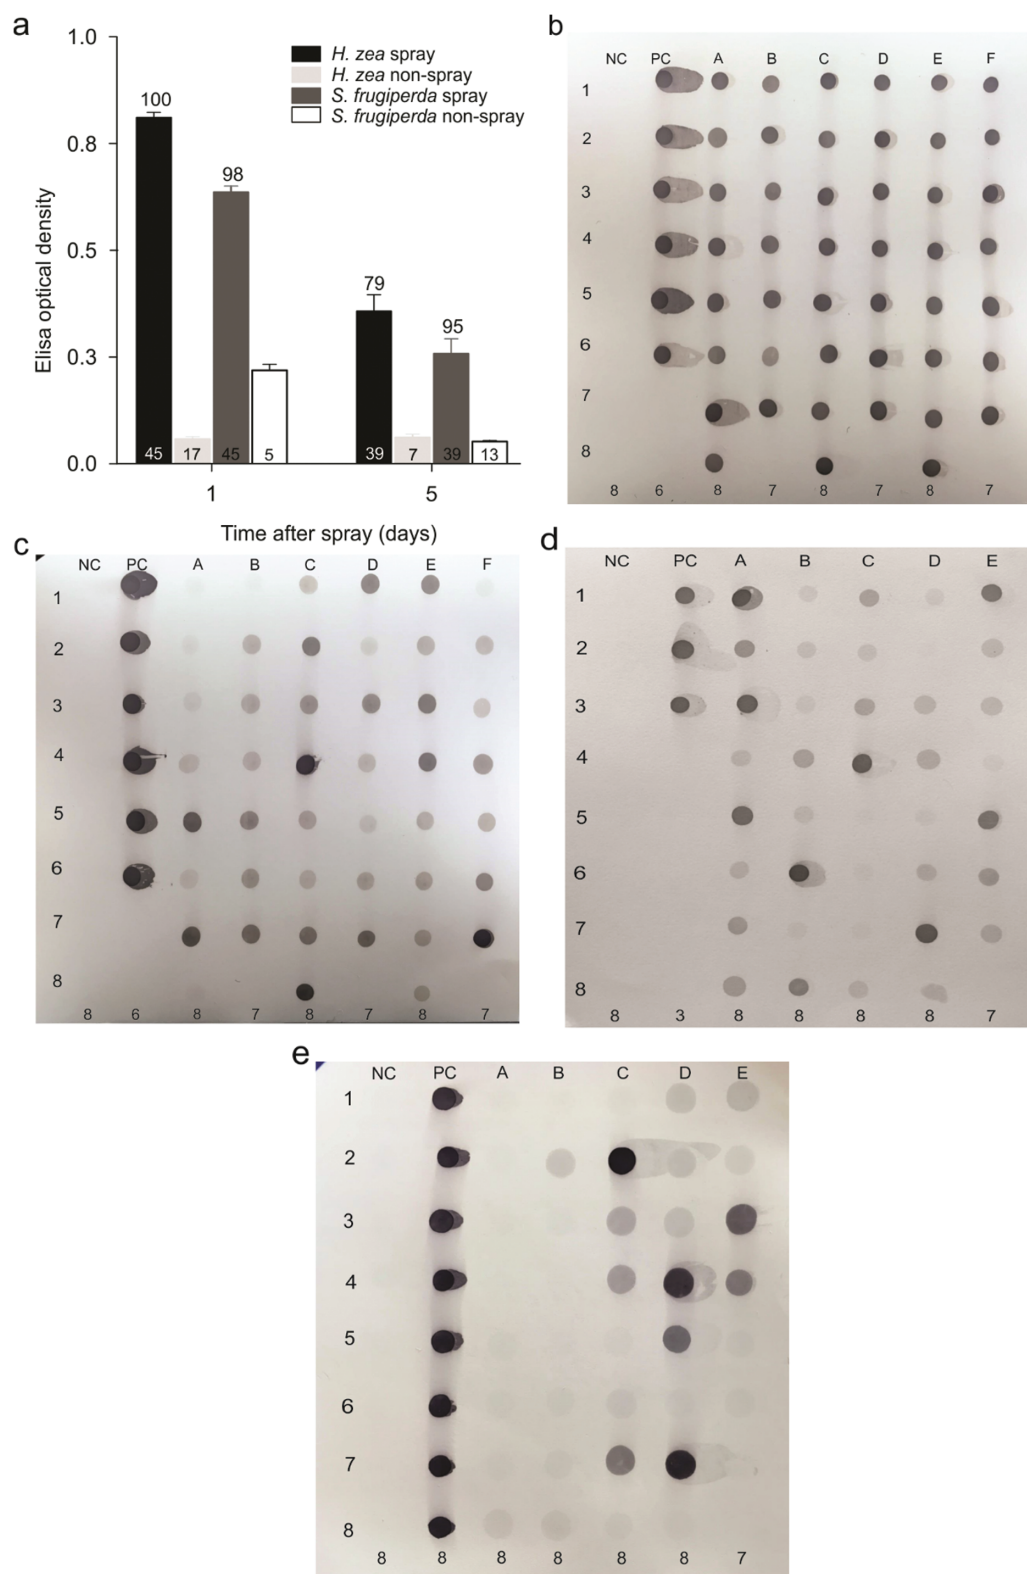 a
1.0
0.8
0.5
0.3
0.0
Elisa optical density
H. zea spray
H. zea non-spray
S. frugiperda spray
S. frugiperda non-spray
100
98
79
95
45 17 45 5 39 7 39 13
1 5
Time after spray (days)
b
NC PC A B C D E F
1
2
3
4
5
6
7
8
8 6 8 7 8 7 8 7
c
NC PC A B C D E F
1
2
3
4
5
6
7
8
8 6 8 7 8 7 8 7
d
NC PC A B C D E
1
2
3
4
5
6
7
8
8 3 8 8 8 8 7
e
NC PC A B C D E
1
2
3
4
5
6
7
8
8 8 8 8 8 8 7